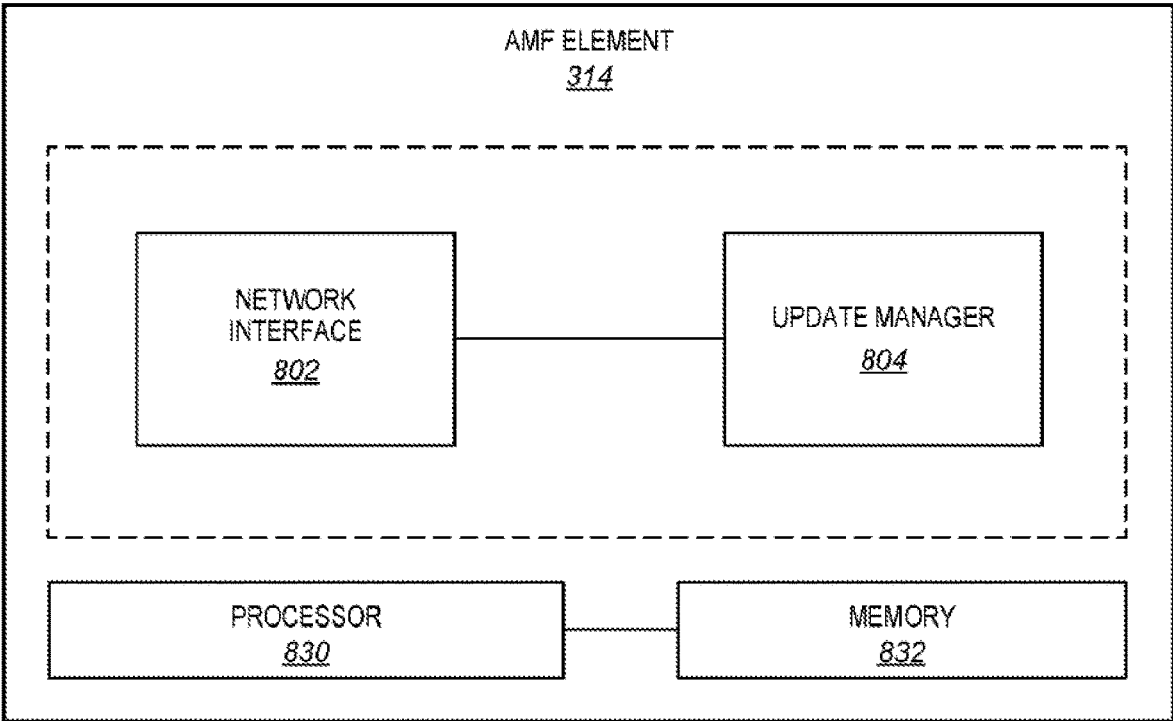 AMF ELEMENT
314
NETWORK
INTERFACE
802
UPDATE MANAGER
804
PROCESSOR
830
MEMORY
832